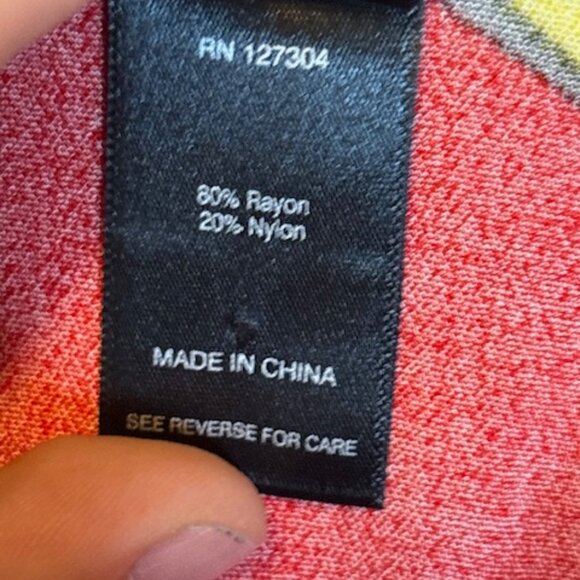 RN 127304
80% Rayon
20% Nylon
MADE IN CHINA
SEE REVERSE FOR CARE